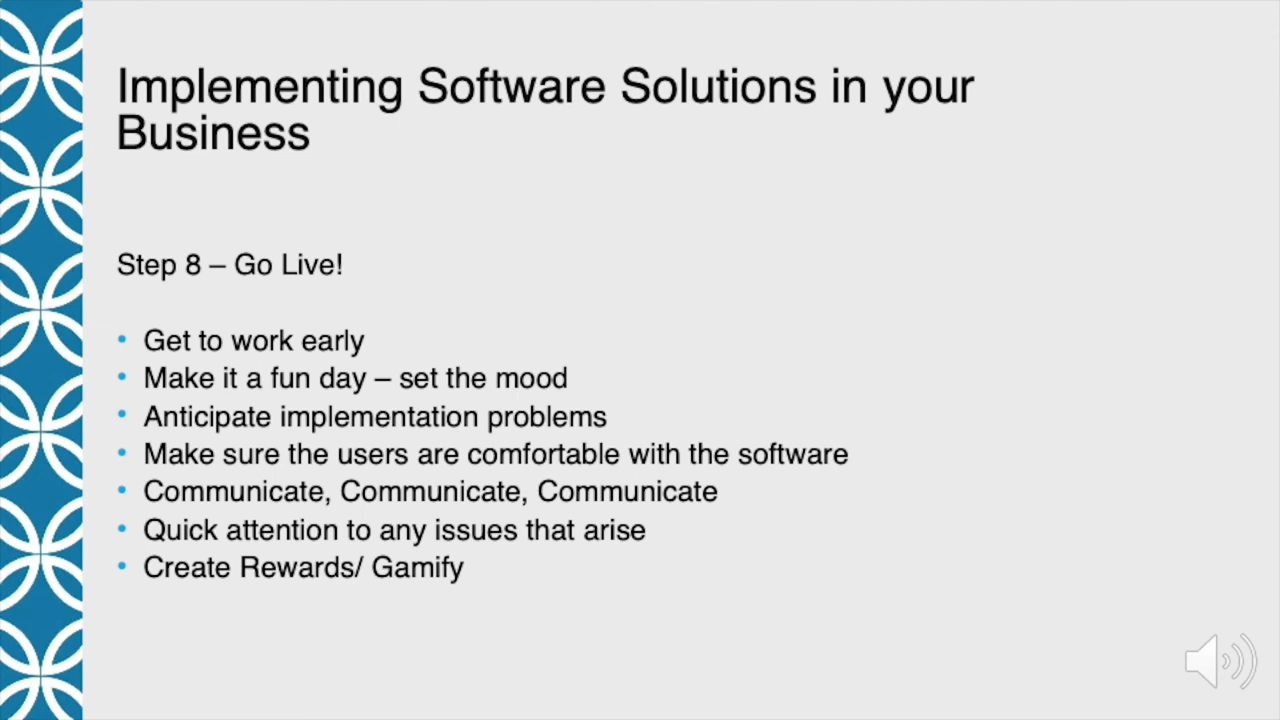 Implementing Software Solutions in your
Business
Step 8 – Go Live!
• Get to work early
• Make it a fun day – set the mood
• Anticipate implementation problems
• Make sure the users are comfortable with the software
• Communicate, Communicate, Communicate
• Quick attention to any issues that arise
• Create Rewards/ Gamify